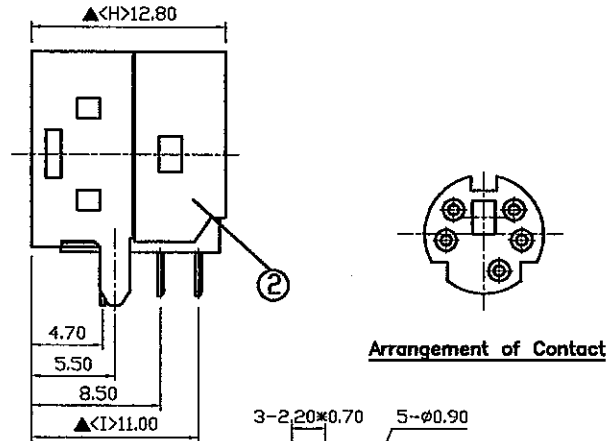 ▲<H>12.80
②
4.70
5.50
8.50
▲<I>11.00
Arrangement of Contact
3-2.20*0.70
5-ø0.90